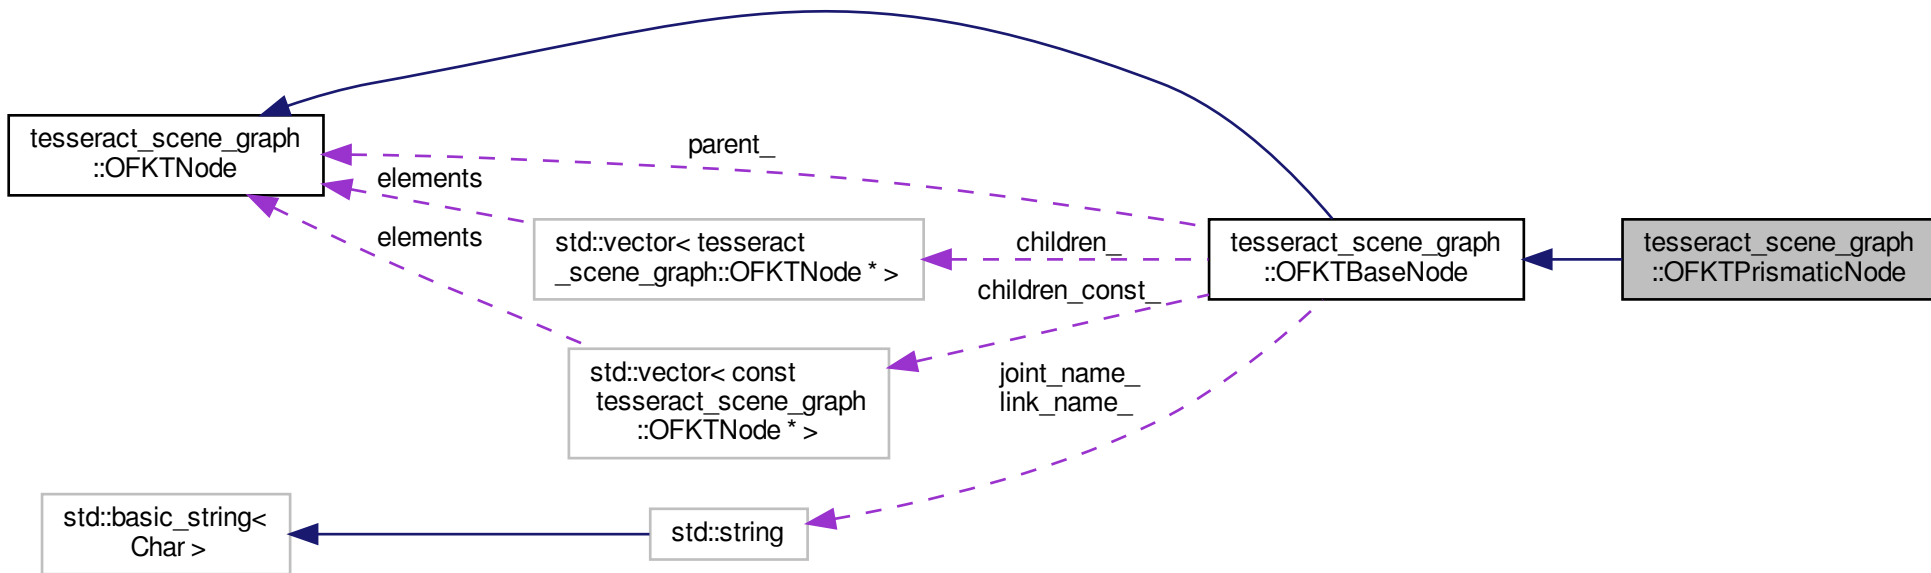 tesseract_scene_graph
::OFKTNode
parent_
elements
elements
std::vector< tesseract
_scene_graph::OFKTNode * >
children_
children_const_
tesseract_scene_graph
::OFKTBaseNode
tesseract_scene_graph
::OFKTPrismaticNode
std::vector< const
tesseract_scene_graph
::OFKTNode * >
joint_name_
link_name_
std::basic_string<
Char >
std::string